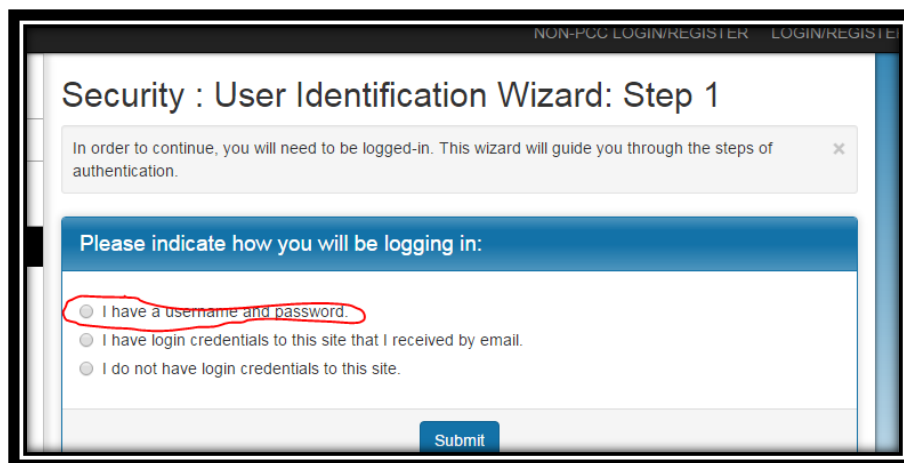 NON-PCC LOGIN/REGISTER LOGIN/REGISTER
Security : User Identification Wizard: Step 1
In order to continue, you will need to be logged-in. This wizard will guide you through the steps of
authentication.
Please indicate how you will be logging in:
I have a username and password.
I have login credentials to this site that I received by email.
I do not have login credentials to this site.
Submit